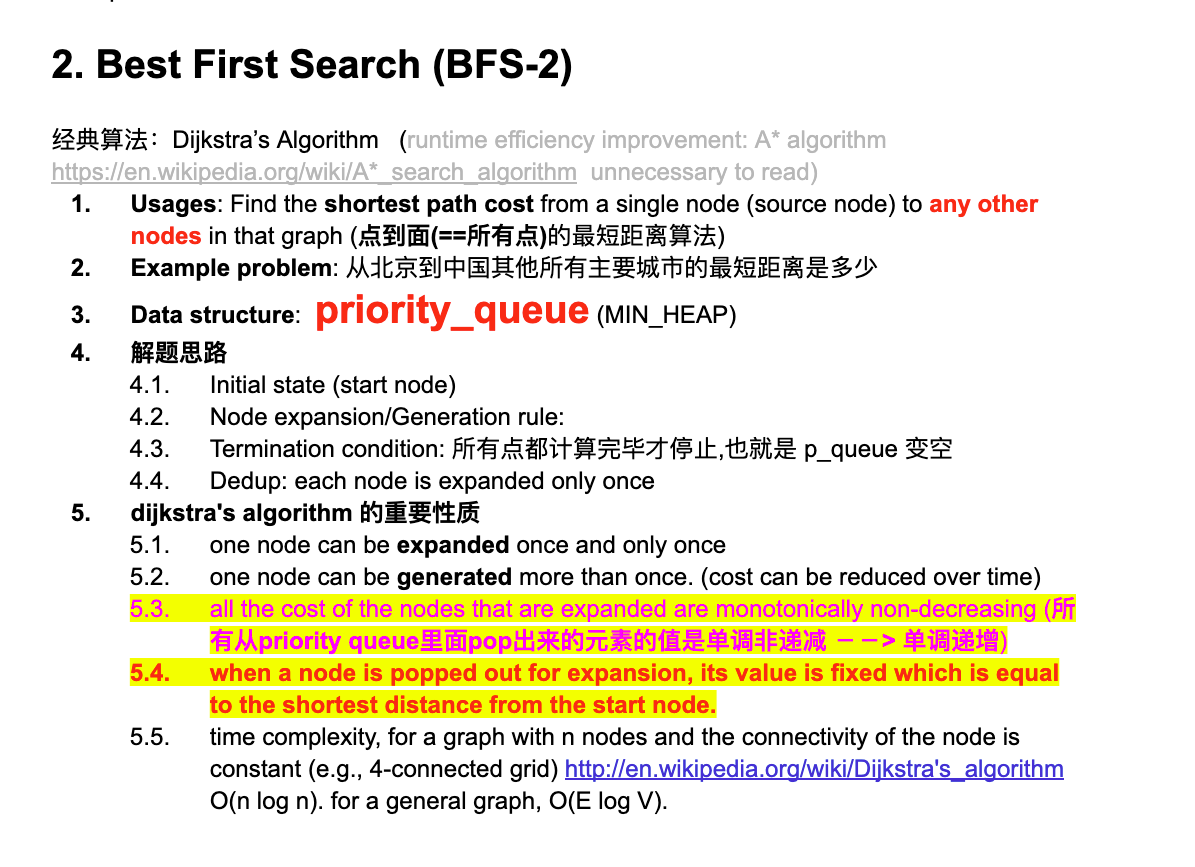 2. Best First Search (BFS-2)
经典算法：Dijkstra’s Algorithm (runtime efficiency improvement: A* algorithm
https://en.wikipedia.org/wiki/A*_search_algorithm unnecessary to read)
1. Usages: Find the shortest path cost from a single node (source node) to any other
nodes in that graph (点到面(==所有点)的最短距离算法)
2. Example problem: 从北京到中国其他所有主要城市的最短距离是多少
3. Data structure: priority_queue (MIN_HEAP)
4. 解题思路
4.1. Initial state (start node)
4.2. Node expansion/Generation rule:
4.3. Termination condition: 所有点都计算完毕才停止,也就是 p_queue 变空
4.4. Dedup: each node is expanded only once
5. dijkstra's algorithm 的重要性质
5.1. one node can be expanded once and only once
5.2. one node can be generated more than once. (cost can be reduced over time)
5.3. all the cost of the nodes that are expanded are monotonically non-decreasing (所
有从priority queue里面pop出来的元素的值是单调非递减 －－> 单调递增)
5.4. when a node is popped out for expansion, its value is fixed which is equal
to the shortest distance from the start node.
5.5. time complexity, for a graph with n nodes and the connectivity of the node is
constant (e.g., 4-connected grid) http://en.wikipedia.org/wiki/Dijkstra's_algorithm
O(n log n). for a general graph, O(E log V).